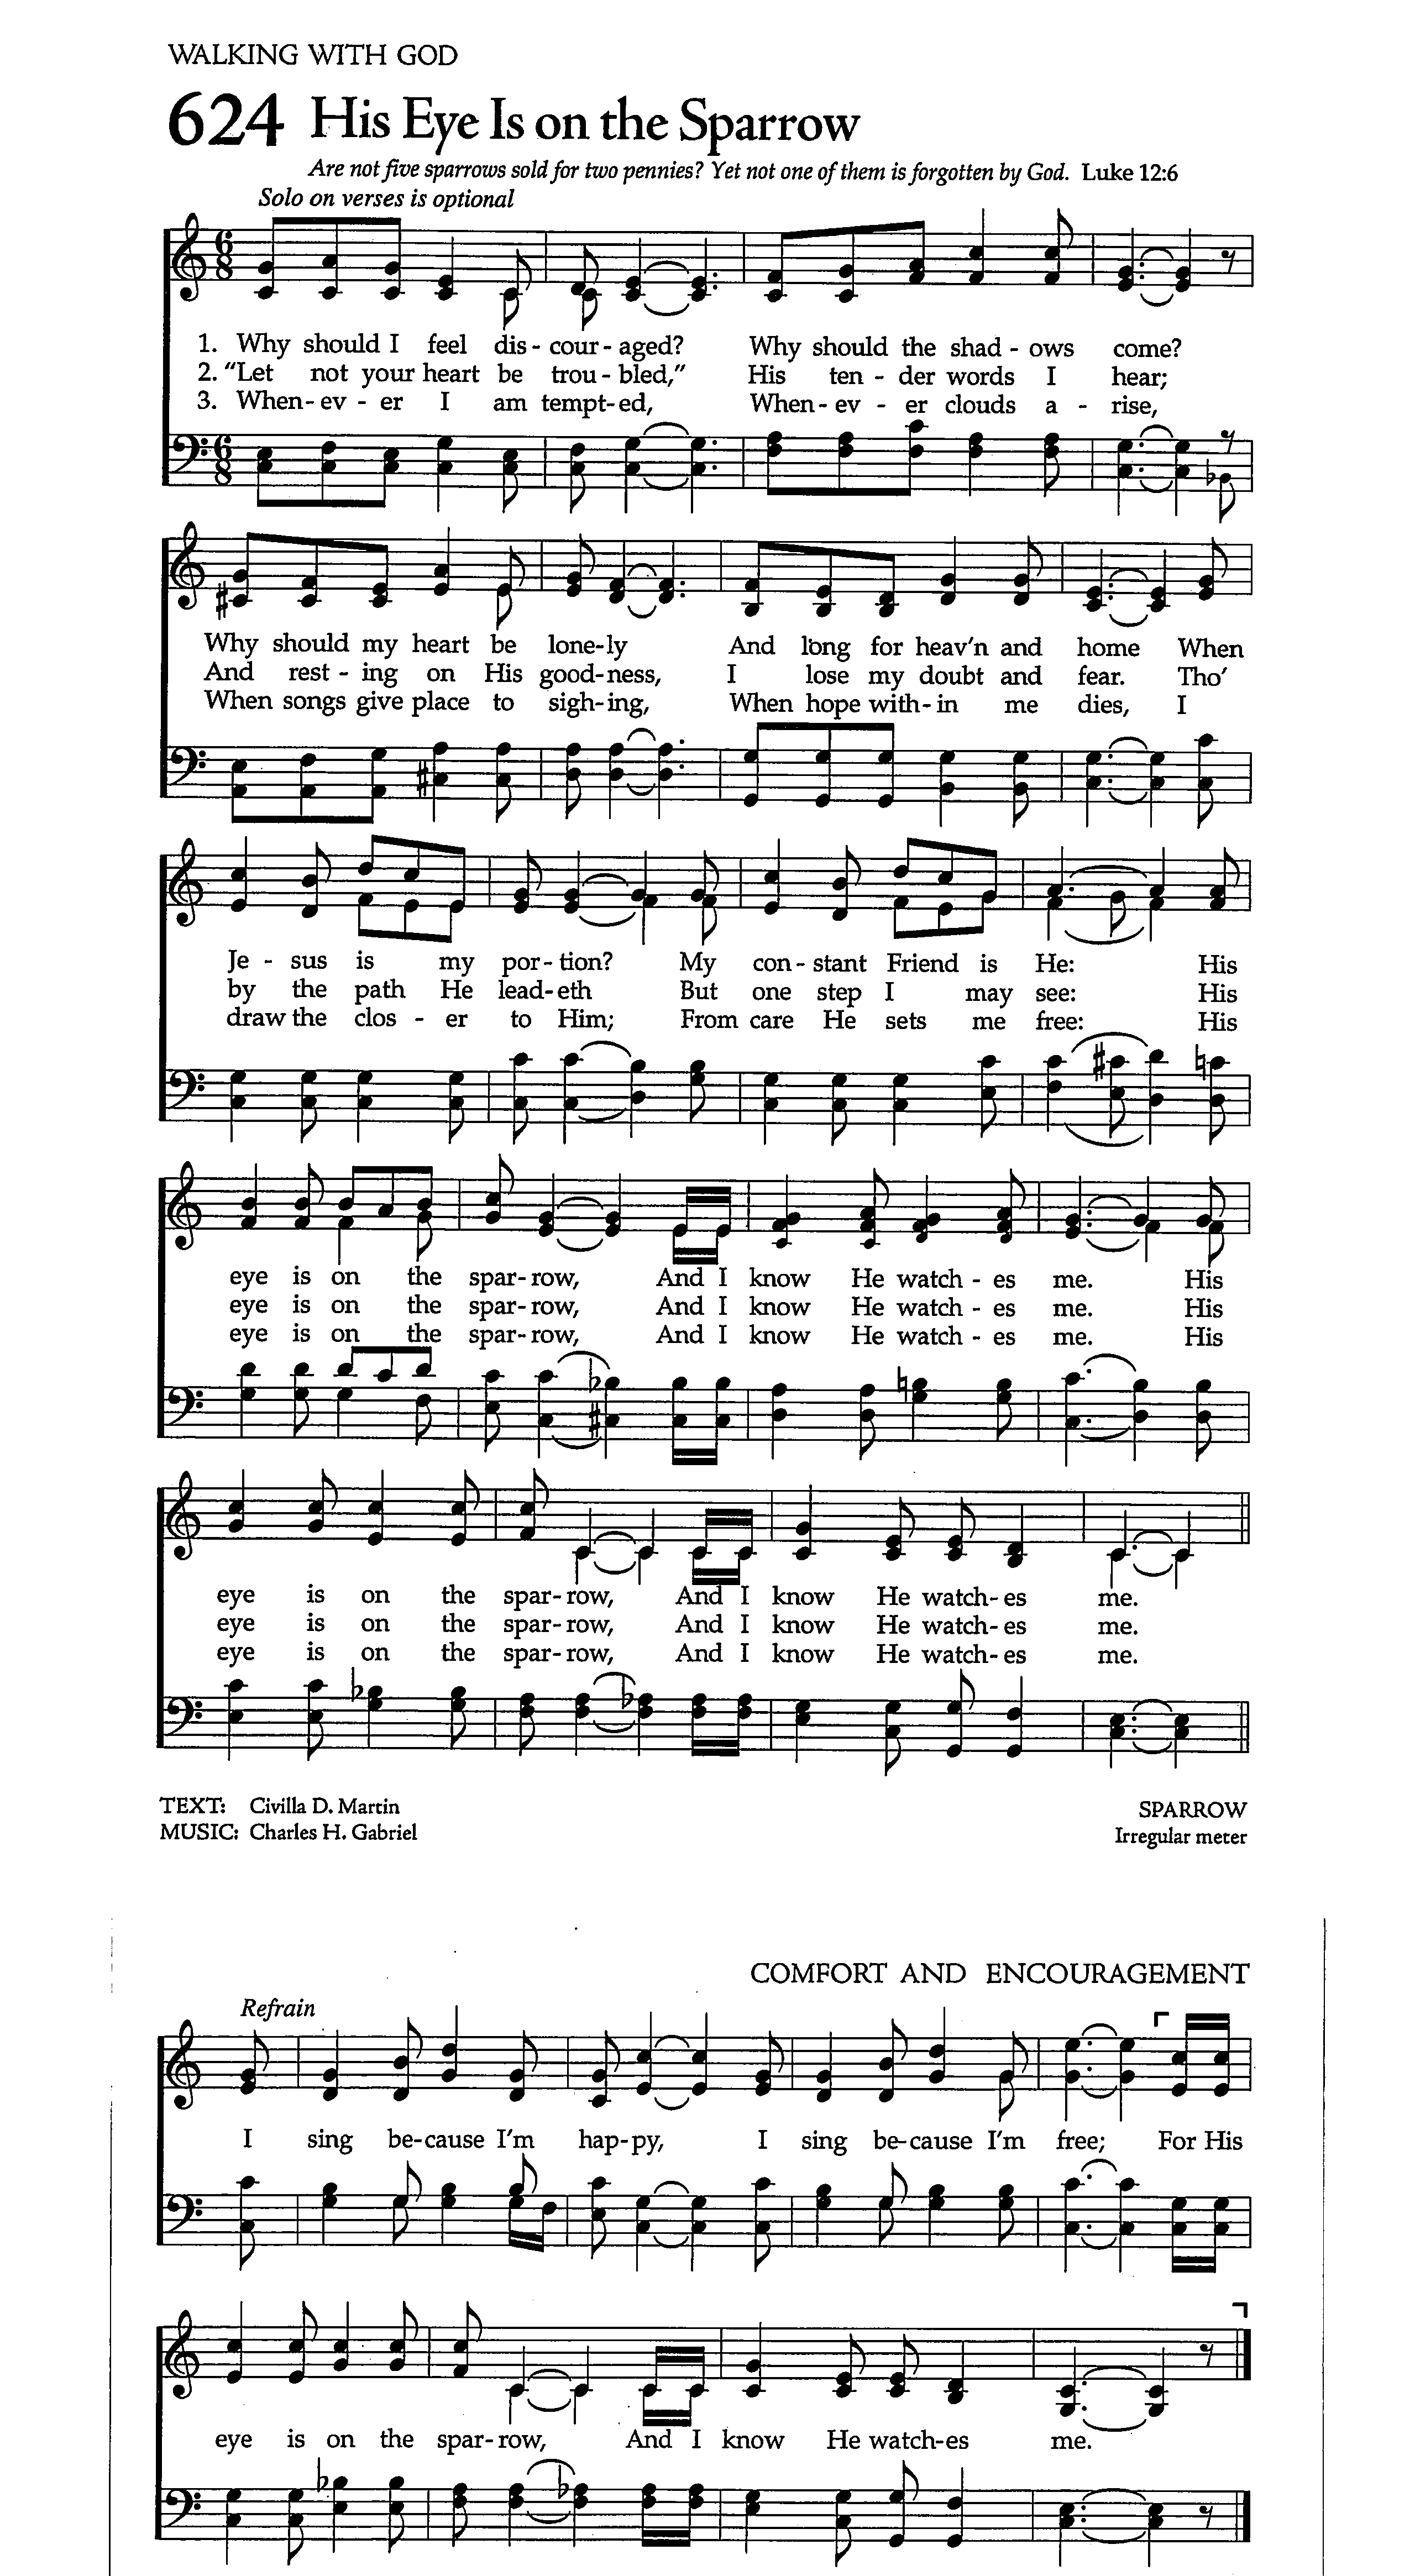 WALKING WITH GOD
624 His Eye Is on the Sparrow
Are not five sparrows sold for two pennies? Yet not one of them is forgotten by God. Luke 12:6
Solo on verses is optional
1. Why should I feel dis - cour - aged? Why should the shad - ows come?
2. “Let not your heart be trou - bled,” His ten - der words I hear;
3. When - ev - er I am tempt - ed, When - ev - er clouds a - rise,
Why should my heart be lone - ly And long for heav'n and home When
And rest - ing on His good - ness, I lose my doubt and fear. Tho'
When songs give place to sigh - ing, When hope with - in me dies, I
Je - sus is my por - tion? My con - stant Friend is He: His
by the path He lead - eth But one step I may see: His
draw the clos - er to Him; From care He sets me free: His
eye is on the spar - row, And I know He watch - es me. His
eye is on the spar - row, And I know He watch - es me. His
eye is on the spar - row, And I know He watch - es me. His
eye is on the spar - row, And I know He watch - es me.
eye is on the spar - row, And I know He watch - es me.
eye is on the spar - row, And I know He watch - es me.
TEXT: Civilla D. Martin SPARROW
MUSIC: Charles H. Gabriel Irregular meter
COMFORT AND ENCOURAGEMENT
Refrain
I sing be - cause I'm hap - py, I sing be - cause I'm free; For His
eye is on the spar - row, And I know He watch - es me.